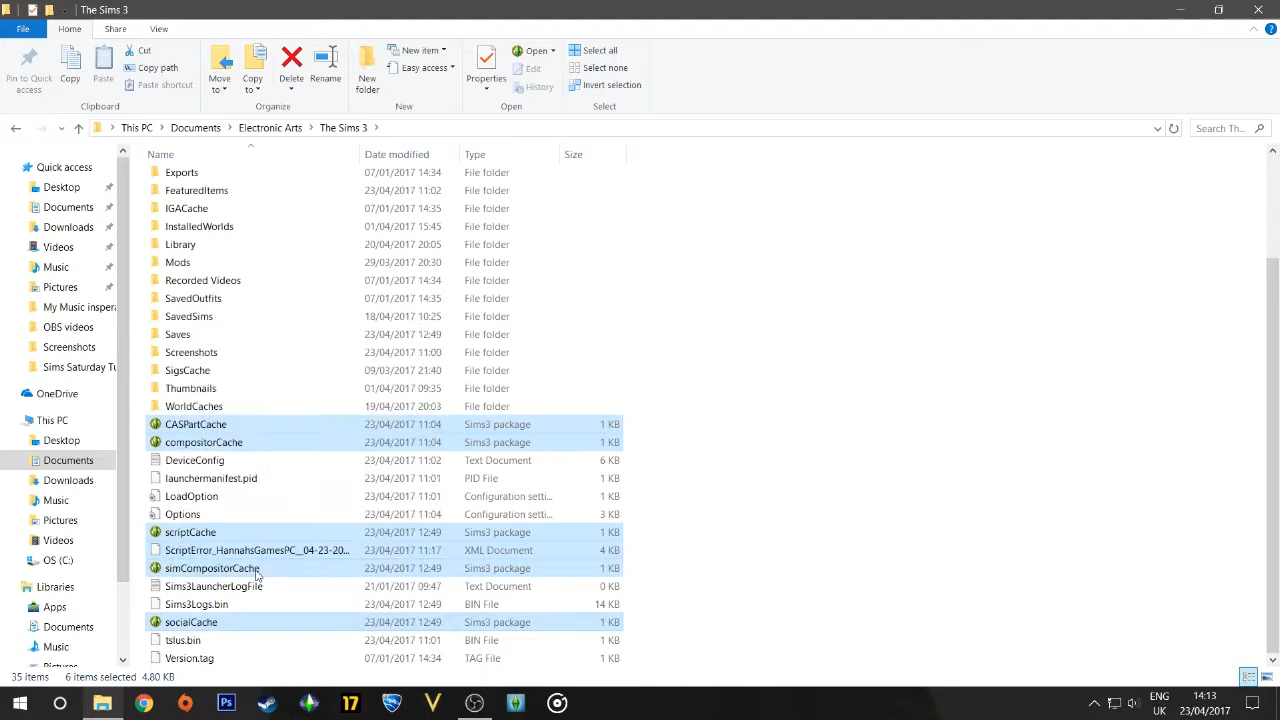 The Sims 3
File Home Share View
Pin to Quick access
Copy
Paste
Cut
Copy path
Paste shortcut
Clipboard
Move to
Copy to
Delete
Rename
Organize
New folder
New item
Easy access
New
Properties
Open
Edit
History
Open
Select all
Select none
Invert selection
Select
This PC Documents Electronic Arts The Sims 3
Search Th...
Quick access
Desktop
Documents
Downloads
Videos
Music
Pictures
My Music inspera
OBS videos
Screenshots
Sims Saturday Tu
OneDrive
This PC
Desktop
Documents
Downloads
Music
Pictures
Videos
OS (C:)
Libraries
Apps
Documents
Music
Name Date modified Type Size
Exports 07/01/2017 14:34 File folder
FeaturedItems 23/04/2017 11:02 File folder
IGACache 07/01/2017 14:35 File folder
InstalledWorlds 01/04/2017 15:45 File folder
Library 20/04/2017 20:05 File folder
Mods 29/03/2017 20:30 File folder
Recorded Videos 07/01/2017 14:34 File folder
SavedOutfits 07/01/2017 14:35 File folder
SavedSims 18/04/2017 10:25 File folder
Saves 23/04/2017 12:49 File folder
Screenshots 23/04/2017 11:00 File folder
SigsCache 09/03/2017 21:40 File folder
Thumbnails 01/04/2017 09:35 File folder
WorldCaches 19/04/2017 20:03 File folder
CASPartCache 23/04/2017 11:04 Sims3 package 1 KB
compositorCache 23/04/2017 11:04 Sims3 package 1 KB
DeviceConfig 23/04/2017 11:02 Text Document 6 KB
launchermanifest.pid 23/04/2017 11:01 PID File 1 KB
LoadOption 23/04/2017 11:01 Configuration setti... 1 KB
Options 23/04/2017 11:04 Configuration setti... 3 KB
scriptCache 23/04/2017 12:49 Sims3 package 1 KB
ScriptError_HannahsGamesPC__04-23-20... 23/04/2017 11:17 XML Document 4 KB
simCompositorCache 23/04/2017 12:49 Sims3 package 1 KB
Sims3LauncherLogFile 21/01/2017 09:47 Text Document 0 KB
Sims3Logs.bin 23/04/2017 12:49 BIN File 14 KB
socialCache 23/04/2017 12:49 Sims3 package 1 KB
tslus.bin 23/04/2017 11:01 BIN File 1 KB
Version.tag 07/01/2017 14:34 TAG File 1 KB
35 items 6 items selected 4.80 KB
Ps
17
ENG
UK
14:13
23/04/2017